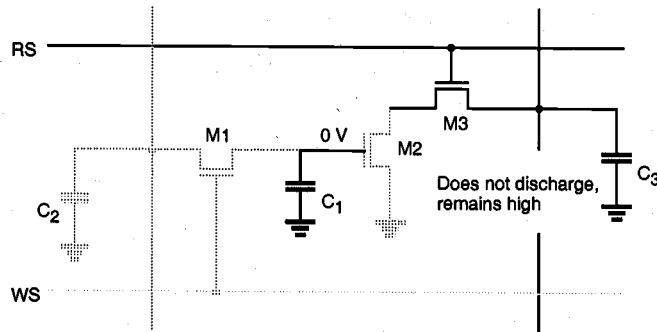 RS
M1
0 V
M2
M3
C1
C2
C3
Does not discharge,
remains high
WS